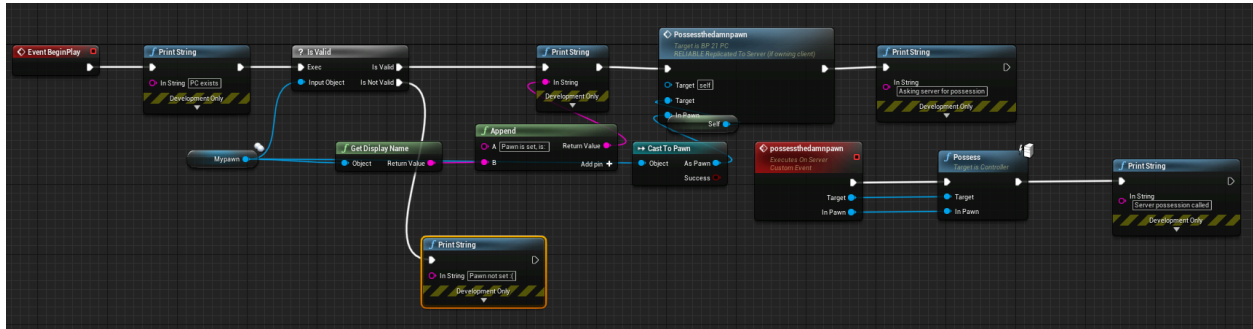 Event BeginPlay
Print String
In String PC exists
Development Only
? Is Valid
Exec
Is Valid
Input Object
Is Not Valid
Mypawn
Get Display Name
Object
Return Value
Append
A Pawn is set, is:
Return Value
B
Add pin +
Print String
In String
Development Only
Cast To Pawn
Object
As Pawn
Success
Possessthedamnpawn
Target is BP 21 PC
RELIABLE Replicated To Server (if owning client)
Target self
Target
In Pawn
Self
Print String
In String
Asking server for possession
Development Only
possessthedamnpawn
Executes On Server
Custom Event
Target
In Pawn
Possess
Target is Controller
Target
In Pawn
Print String
In String
Server possession called
Development Only
Print String
In String Pawn not set :(
Development Only